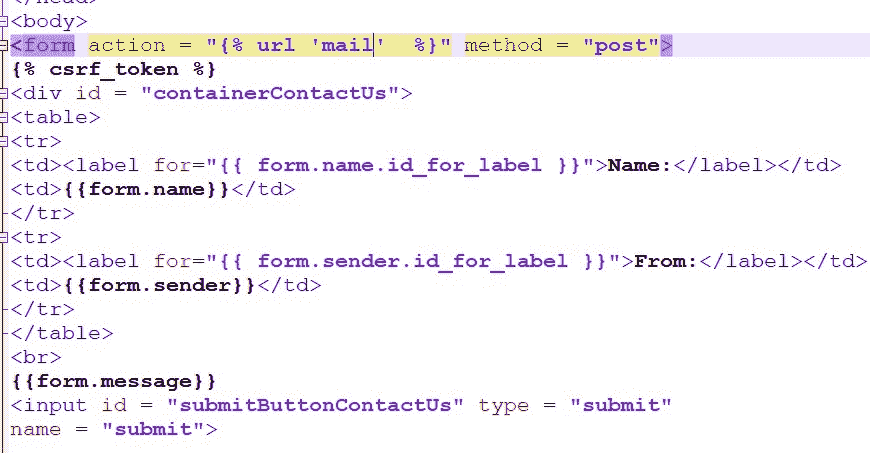 </head>
<body>
<form action = "{% url 'mail'  %}" method = "post">
{% csrf_token %}
<div id = "containerContactUs">
<table>
<tr>
<td><label for="{{ form.name.id_for_label }}">Name:</label></td>
<td>{{form.name}}</td>
</tr>
<tr>
<td><label for="{{ form.sender.id_for_label }}">From:</label></td>
<td>{{form.sender}}</td>
</tr>
</table>
<br>
{{form.message}}
<input id = "submitButtonContactUs" type = "submit"
name = "submit">